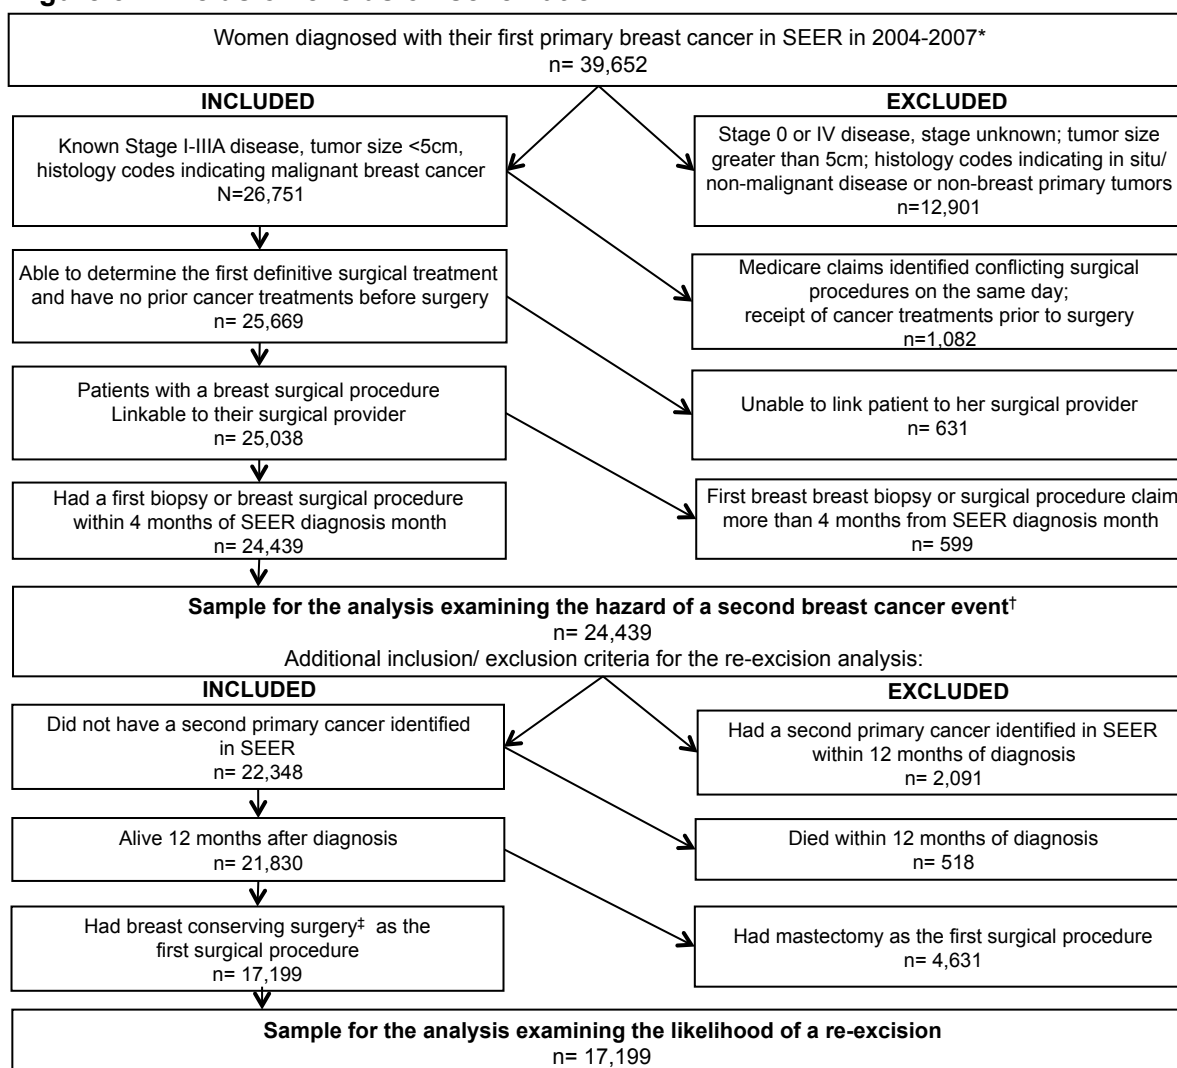 Women diagnosed with their first primary breast cancer in SEER in 2004-2007*
n= 39,652
INCLUDED
EXCLUDED
Known Stage I-IIIA disease, tumor size <5cm,
histology codes indicating malignant breast cancer
N=26,751
Stage 0 or IV disease, stage unknown; tumor size
greater than 5cm; histology codes indicating in situ/
non-malignant disease or non-breast primary tumors
n=12,901
Able to determine the first definitive surgical treatment
and have no prior cancer treatments before surgery
n= 25,669
Medicare claims identified conflicting surgical
procedures on the same day;
receipt of cancer treatments prior to surgery
n=1,082
Patients with a breast surgical procedure
Linkable to their surgical provider
n= 25,038
Unable to link patient to her surgical provider
n= 631
Had a first biopsy or breast surgical procedure
within 4 months of SEER diagnosis month
n= 24,439
First breast breast biopsy or surgical procedure claim
more than 4 months from SEER diagnosis month
n= 599
Sample for the analysis examining the hazard of a second breast cancer event†
n= 24,439
Additional inclusion/ exclusion criteria for the re-excision analysis:
INCLUDED
EXCLUDED
Did not have a second primary cancer identified
in SEER
n= 22,348
Had a second primary cancer identified in SEER
within 12 months of diagnosis
n= 2,091
Alive 12 months after diagnosis
n= 21,830
Died within 12 months of diagnosis
n= 518
Had breast conserving surgery‡ as the
first surgical procedure
n= 17,199
Had mastectomy as the first surgical procedure
n= 4,631
Sample for the analysis examining the likelihood of a re-excision
n= 17,199